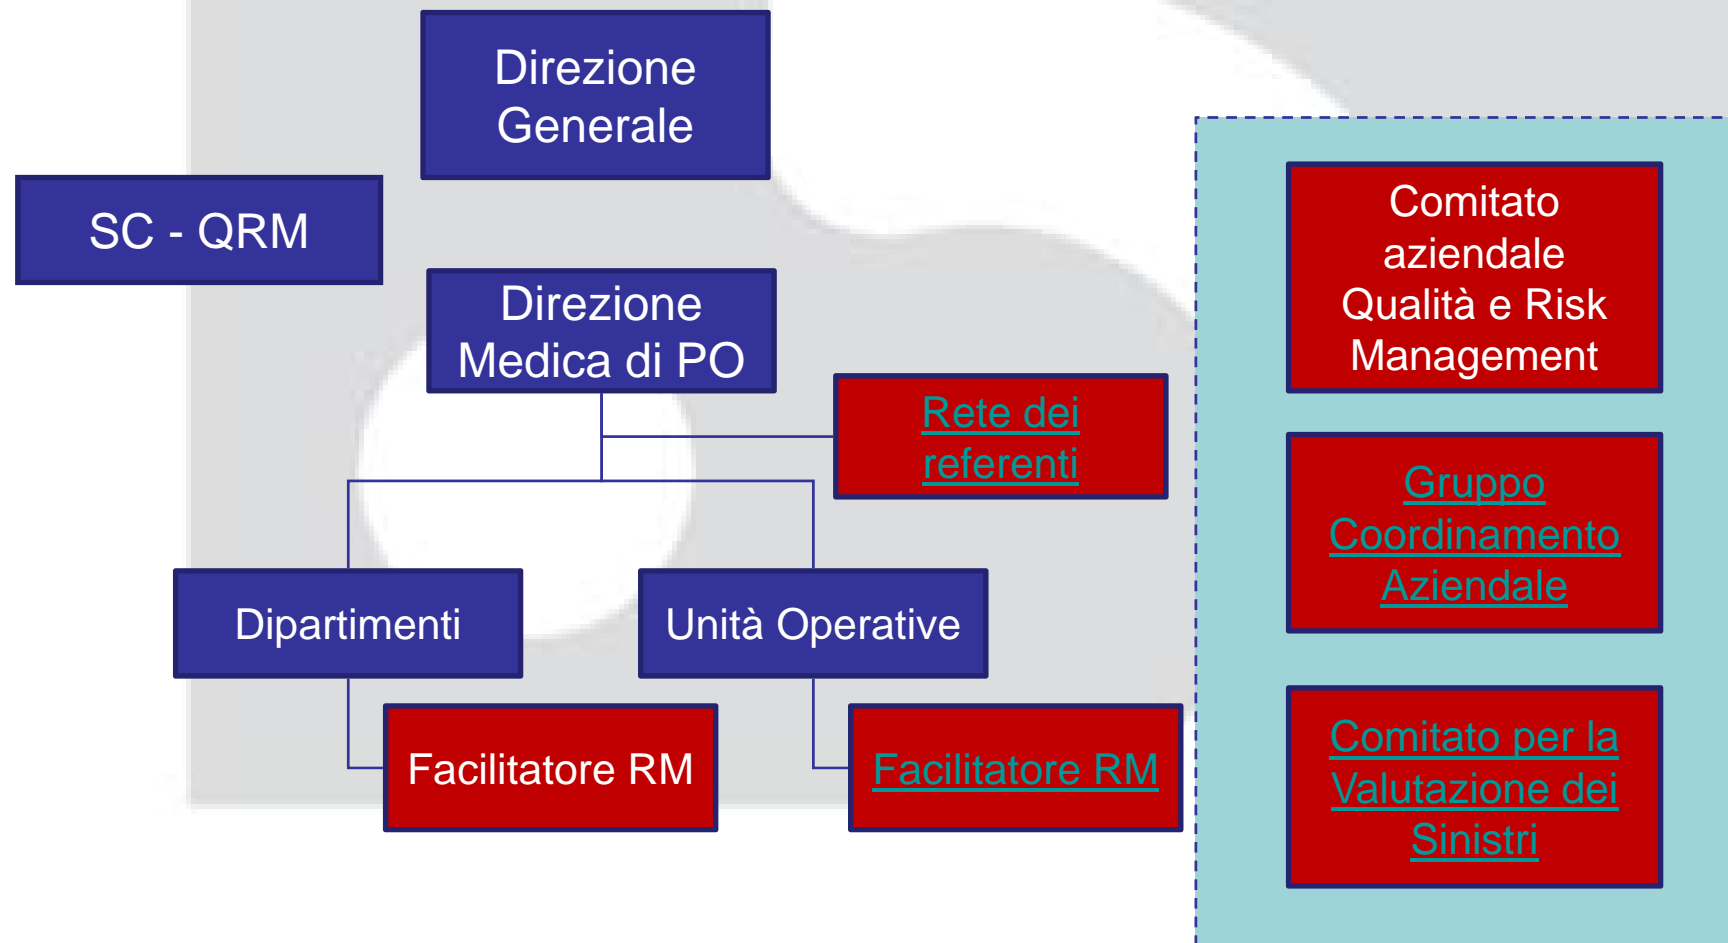 Direzione
Generale
SC - QRM
Direzione
Medica di PO
Rete dei
referenti
Dipartimenti
Unità Operative
Facilitatore RM
Facilitatore RM
Comitato
aziendale
Qualità e Risk
Management
Gruppo
Coordinamento
Aziendale
Comitato per la
Valutazione dei
Sinistri